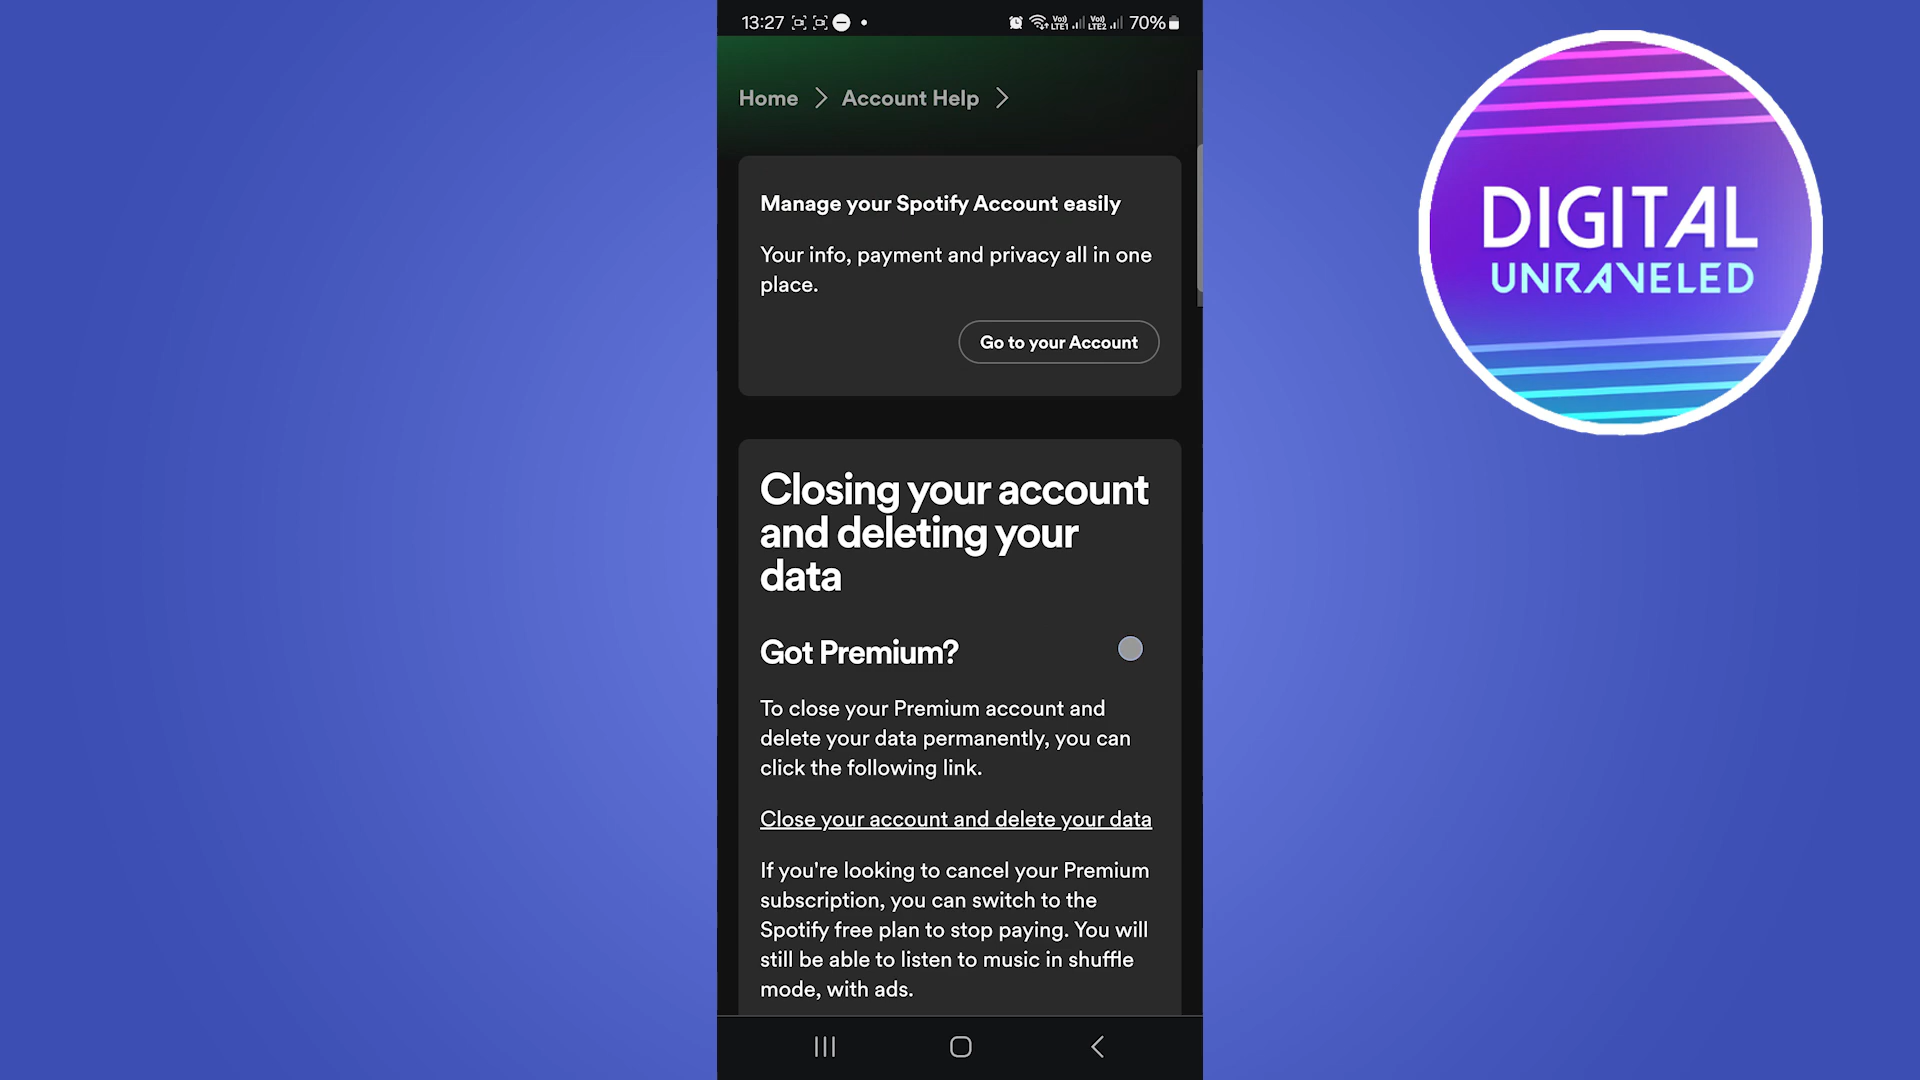 13:27
Vo) LTE1 Vo) LTE2 70%
Home > Account Help >
Manage your Spotify Account easily
Your info, payment and privacy all in one
place.
Go to your Account
Closing your account
and deleting your
data
Got Premium?
To close your Premium account and
delete your data permanently, you can
click the following link.
Close your account and delete your data
If you're looking to cancel your Premium
subscription, you can switch to the
Spotify free plan to stop paying. You will
still be able to listen to music in shuffle
mode, with ads.
DIGITAL
UNRAVELED